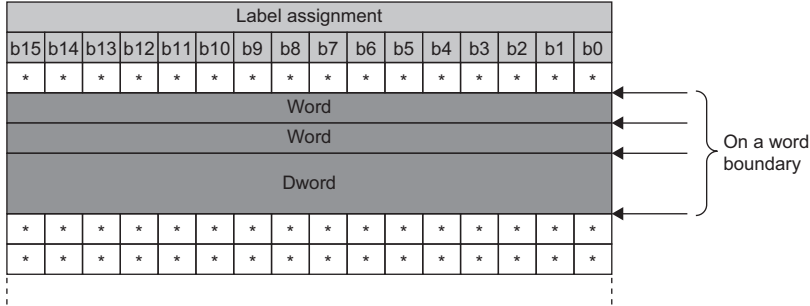 Label assignment
b15 b14 b13 b12 b11 b10 b9 b8 b7 b6 b5 b4 b3 b2 b1 b0
* * * * * * * * * * * * * * * *
Word
Word
Dword
On a word
boundary
* * * * * * * * * * * * * * * *
* * * * * * * * * * * * * * * *